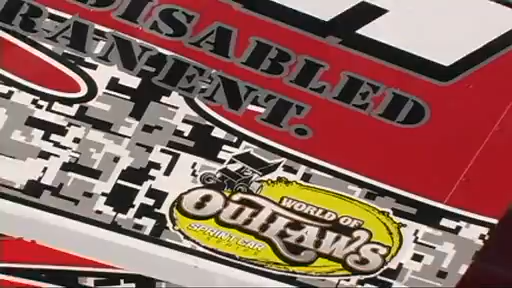 DISABLED
RANENT.
WORLD OF
OUTLAWS
SPRINT CAR